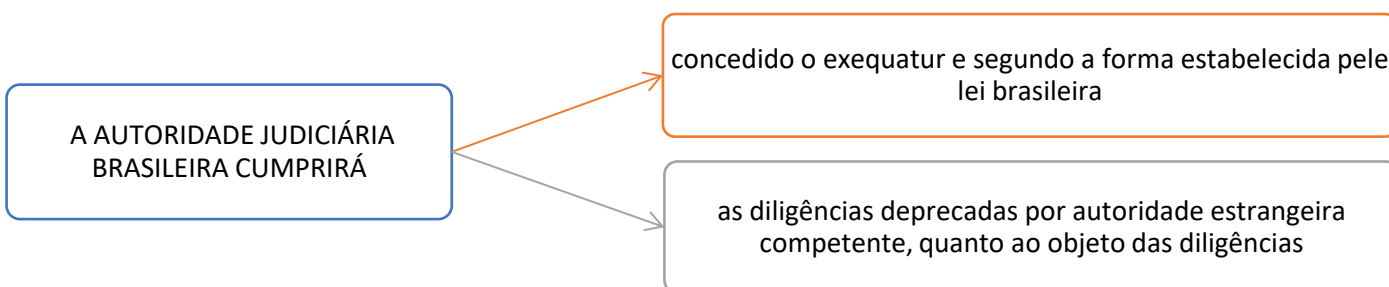 A AUTORIDADE JUDICIÁRIA
BRASILEIRA CUMPRIRÁ
concedido o exequatur e segundo a forma estabelecida pele
lei brasileira
as diligências deprecadas por autoridade estrangeira
competente, quanto ao objeto das diligências